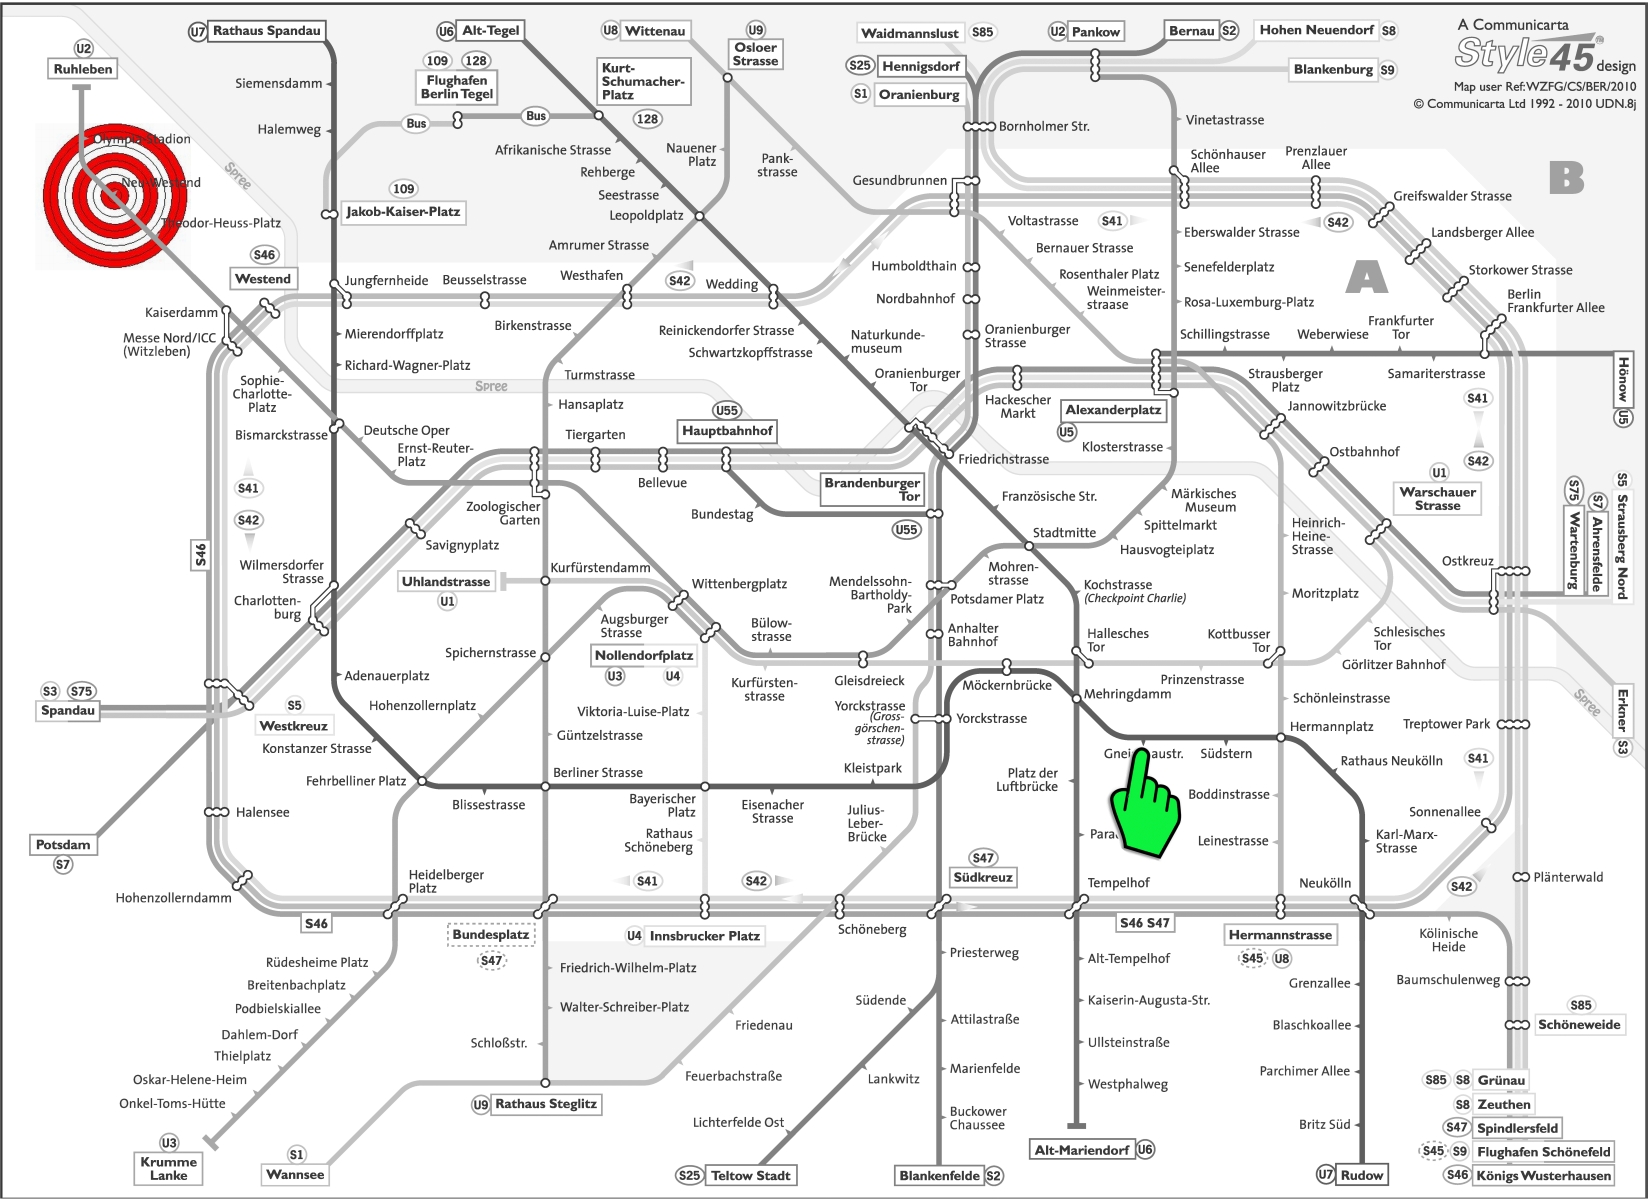 U7 Rathaus Spandau
U6 Alt-Tegel
U8 Wittenau
U9
Osloer
Strasse
Waidmannslust S85
U2 Pankow
Bernau S2
Hohen Neuendorf S8
A Communicarta
Style45 design
Map user Ref:WZFG/CS/BER/2010
© Communicarta Ltd 1992 - 2010 UDN.8j
U2
Ruhleben
109 128
Flughafen
Berlin Tegel
Kurt-
Schumacher-
Platz
128
S25 Hennigsdorf
S1 Oranienburg
Blankenburg S9
Siemensdamm
Halemweg
Bus
Bus
Olympia-Stadion
Neu-Westend
Theodor-Heuss-Platz
Spree
Afrikanische Strasse
Rehberge
Seestrasse
Leopoldplatz
Nauener
Platz
Pank-
strasse
Bornholmer Str.
Vinetastrasse
Schönhauser
Allee
Prenzlauer
Allee
B
Gesundbrunnen
109
Jakob-Kaiser-Platz
Greifswalder Strasse
Voltastrasse
S41
S42
Landsberger Allee
Amrumer Strasse
Bernauer Strasse
Eberswalder Strasse
S46
Westend
Westhafen
S42
Wedding
Humboldthain
Rosenthaler Platz
Senefelderplatz
A
Storkower Strasse
Jungfernheide
Beusselstrasse
Nordbahnhof
Weinmeister-
straase
Rosa-Luxemburg-Platz
Berlin
Frankfurter Allee
Kaiserdamm
Messe Nord/ICC
(Witzleben)
Mierendorffplatz
Birkenstrasse
Reinickendorfer Strasse
Schwartzkopffstrasse
Naturkunde-
museum
Oranienburger
Strasse
Schillingstrasse
Weberwiese
Frankfurter
Tor
Richard-Wagner-Platz
Turmstrasse
Spree
Oranienburger
Tor
Strausberger
Platz
Samariterstrasse
Hönow
U5
Sophie-
Charlotte-
Platz
Hansaplatz
Hackescher
Markt
Alexanderplatz
U5
Jannowitzbrücke
S41
S42
Bismarckstrasse
Deutsche Oper
Ernst-Reuter-
Platz
Tiergarten
U55
Hauptbahnhof
Friedrichstrasse
Klosterstrasse
Ostbahnhof
S41
S42
Bellevue
Brandenburger
Tor
U55
U1
Warschauer
Strasse
S75
Wartenburg
S7
Ahrensfelde
S5
Strausberg Nord
Zoologischer
Garten
Bundestag
Französische Str.
Märkisches
Museum
Spittelmarkt
Hausvogteiplatz
Heinrich-
Heine-
Strasse
S46
Savignyplatz
Stadtmitte
Wilmersdorfer
Strasse
Charlotten-
burg
Uhlandstrasse
U1
Kurfürstendamm
Wittenbergplatz
Mendelssohn-
Bartholdy-
Park
Mohren-
strasse
Potsdamer Platz
Kochstrasse
(Checkpoint Charlie)
Moritzplatz
Ostkreuz
Augsburger
Strasse
Bülow-
strasse
Anhalter
Bahnhof
Hallesches
Tor
Kottbusser
Tor
Schlesisches
Tor
Görlitzer Bahnhof
Spichernstrasse
Nollendorfplatz
U3 U4
Kurfürsten-
strasse
Gleisdreieck
Möckernbrücke
Prinzenstrasse
Adenauerplatz
S3 S75
Spandau
S5
Westkreuz
Hohenzollernplatz
Viktoria-Luise-Platz
Yorckstrasse
(Gross-
görschen-
strasse)
Yorckstrasse
Mehringdamm
Schönleinstrasse
Spree
Erkner
S3
Konstanzer Strasse
Güntzelstrasse
Hermannplatz
Treptower Park
Fehrbelliner Platz
Berliner Strasse
Kleistpark
Südstern
Rathaus Neukölln
S41
Blissestrasse
Bayerischer
Platz
Eisenacher
Strasse
Platz der
Luftbrücke
Boddinstrasse
Halensee
Julius-
Leber-
Brücke
Sonnenallee
Potsdam
S7
Rathaus
Schöneberg
Leinestrasse
Karl-Marx-
Strasse
Hohenzollerndamm
Heidelberger
Platz
S41
S42
S47
Südkreuz
Tempelhof
Neukölln
S42
Plänterwald
S46
Bundesplatz
S47
U4 Innsbrucker Platz
Schöneberg
S46 S47
Hermannstrasse
S45 U8
Kölinische
Heide
Rüdesheime Platz
Breitenbachplatz
Podbielskiallee
Dahlem-Dorf
Thielplatz
Oskar-Helene-Heim
Onkel-Toms-Hütte
U3
Krumme
Lanke
Friedrich-Wilhelm-Platz
Walter-Schreiber-Platz
Schloßstr.
U9 Rathaus Steglitz
S1
Wannsee
Friedenau
Feuerbachstraße
Priesterweg
Südende
Attilastraße
Lankwitz
Marienfelde
Lichterfelde Ost
Buckower
Chaussee
S25 Teltow Stadt
Blankenfelde S2
Alt-Tempelhof
Kaiserin-Augusta-Str.
Ullsteinstraße
Westphalweg
Alt-Mariendorf U6
Grenzallee
Blaschkoallee
Parchimer Allee
Britz Süd
U7 Rudow
Baumschulenweg
S85
Schöneweide
S85 S8 Grünau
S8 Zeuthen
S47 Spindlersfeld
S45 S9 Flughafen Schönefeld
S46 Königs Wusterhausen